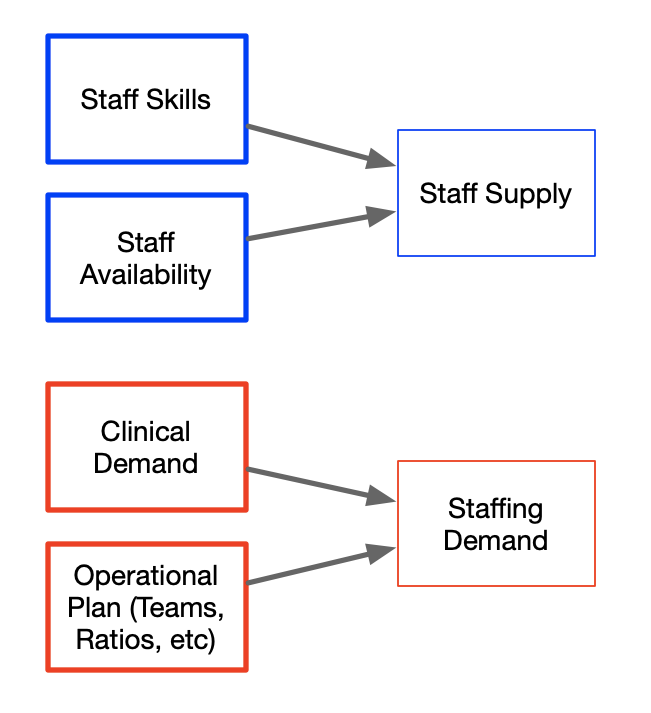 Staff Skills
Staff
Availability
Staff Supply
Clinical
Demand
Operational
Plan (Teams,
Ratios, etc)
Staffing
Demand